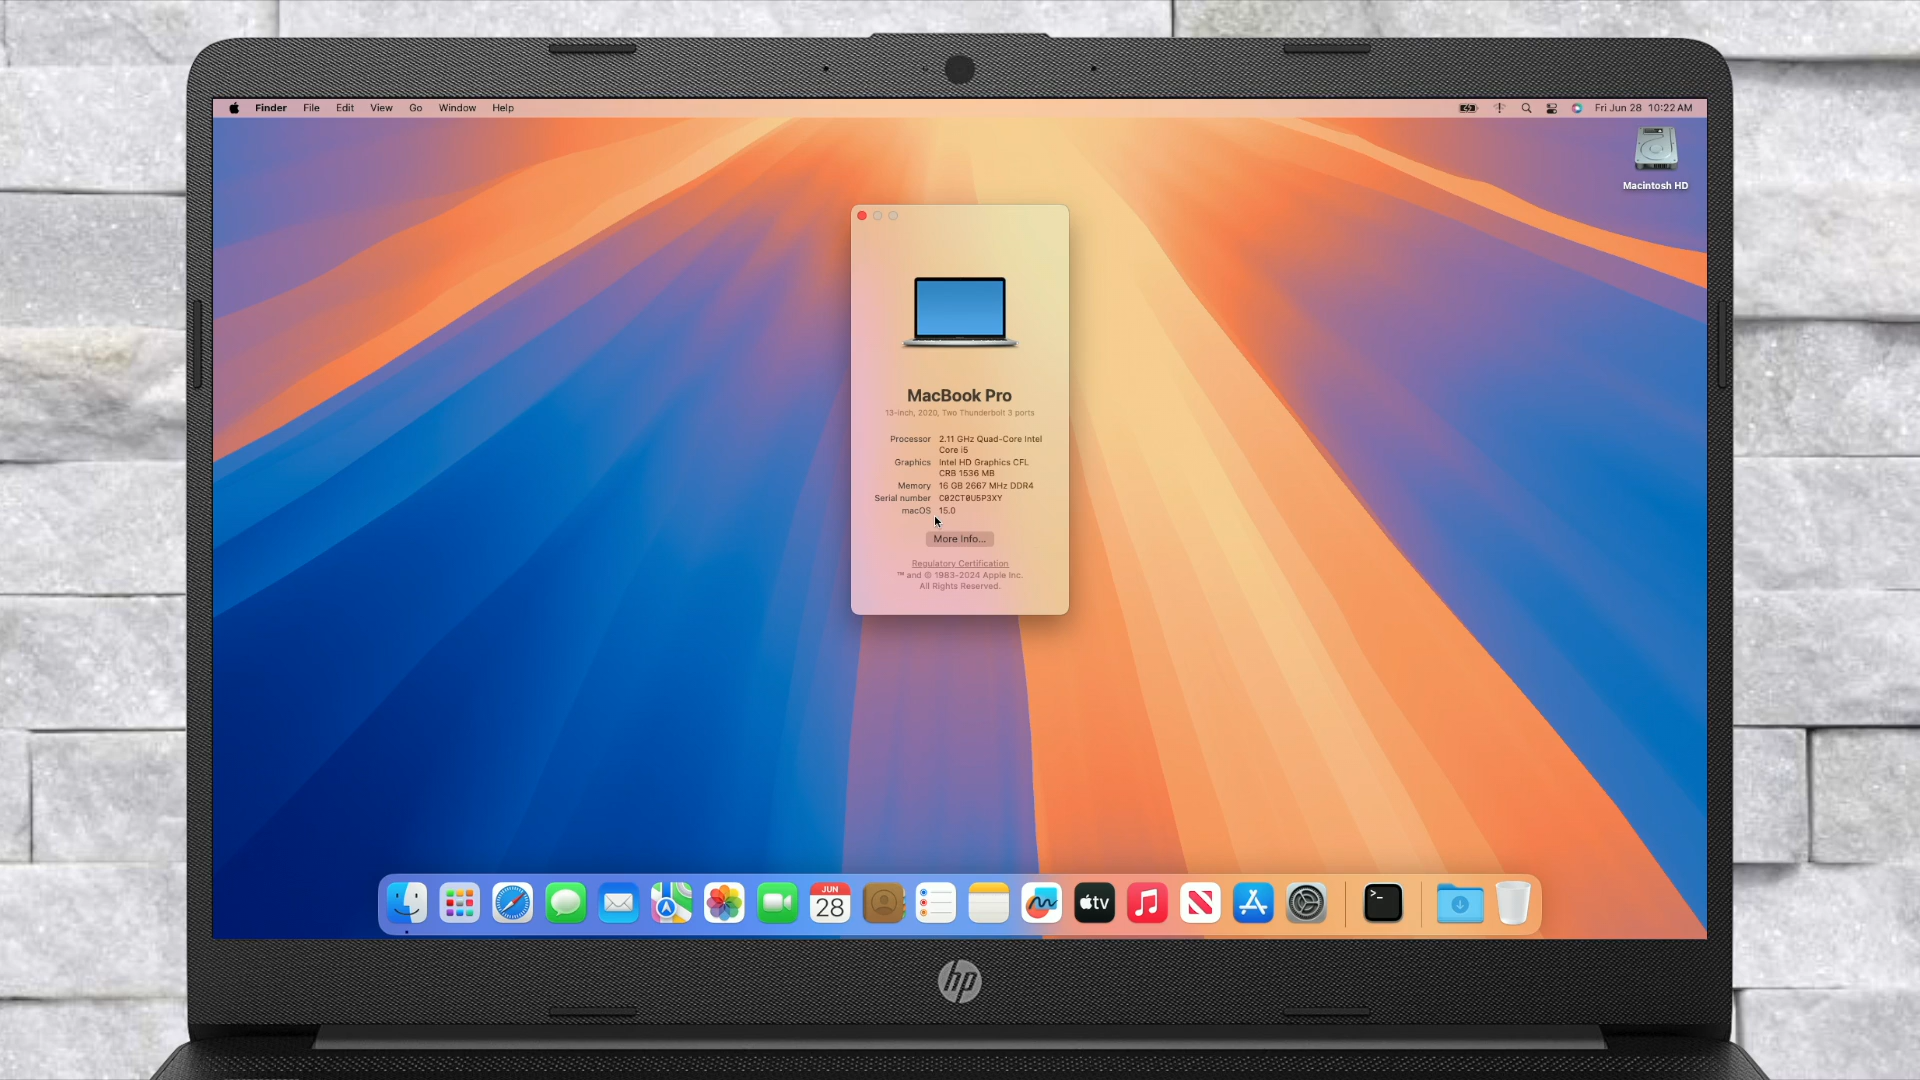 Finder File Edit View Go Window Help
Fri Jun 28 10:22 AM
Macintosh HD
MacBook Pro
13-inch, 2020, Two Thunderbolt 3 ports
Processor 2.11 GHz Quad-Core Intel
Core i5
Graphics Intel HD Graphics CFL
CRB 1536 MB
Memory 16 GB 2667 MHz DDR4
Serial number C02CT0U5P3XY
macOS 15.0
More Info...
Regulatory Certification
™ and © 1983-2024 Apple Inc.
All Rights Reserved.
JUN
28
tv
>_
hp